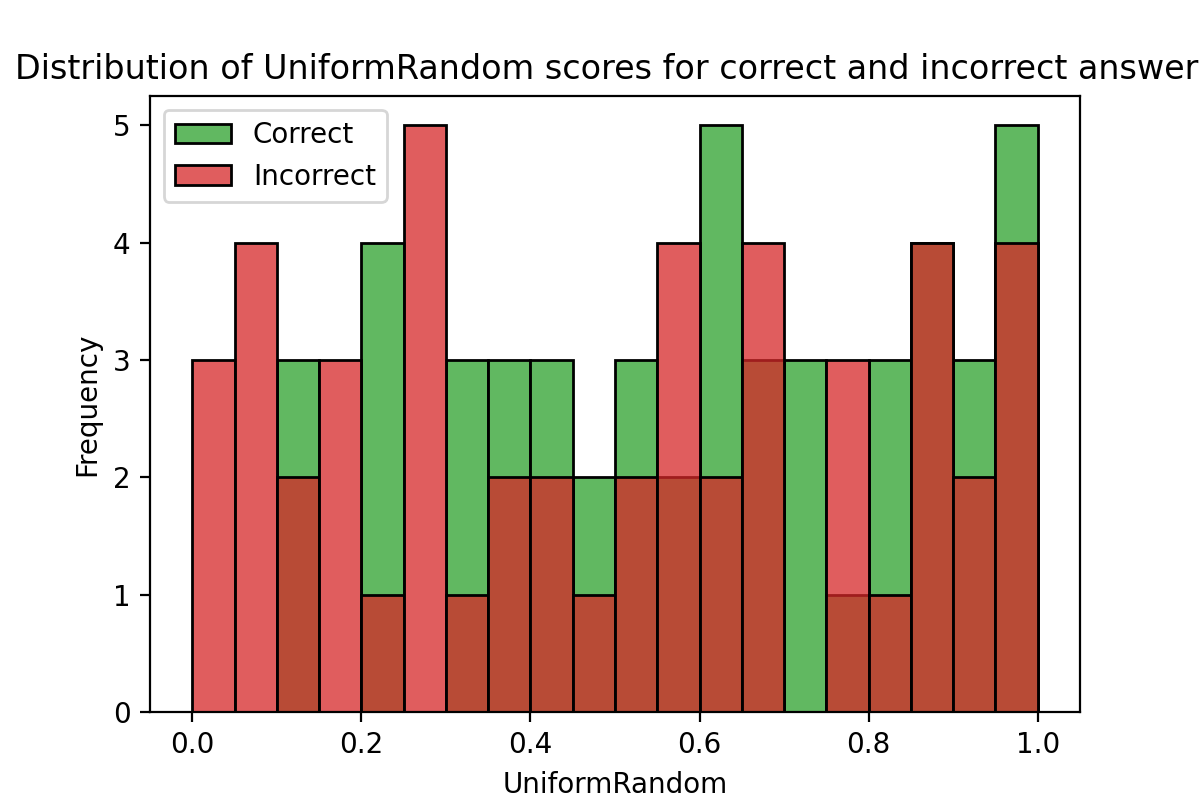 Distribution of UniformRandom scores for correct and incorrect answer
Correct
Incorrect
Frequency
5
4
3
2
1
0
0.0 0.2 0.4 0.6 0.8 1.0
UniformRandom